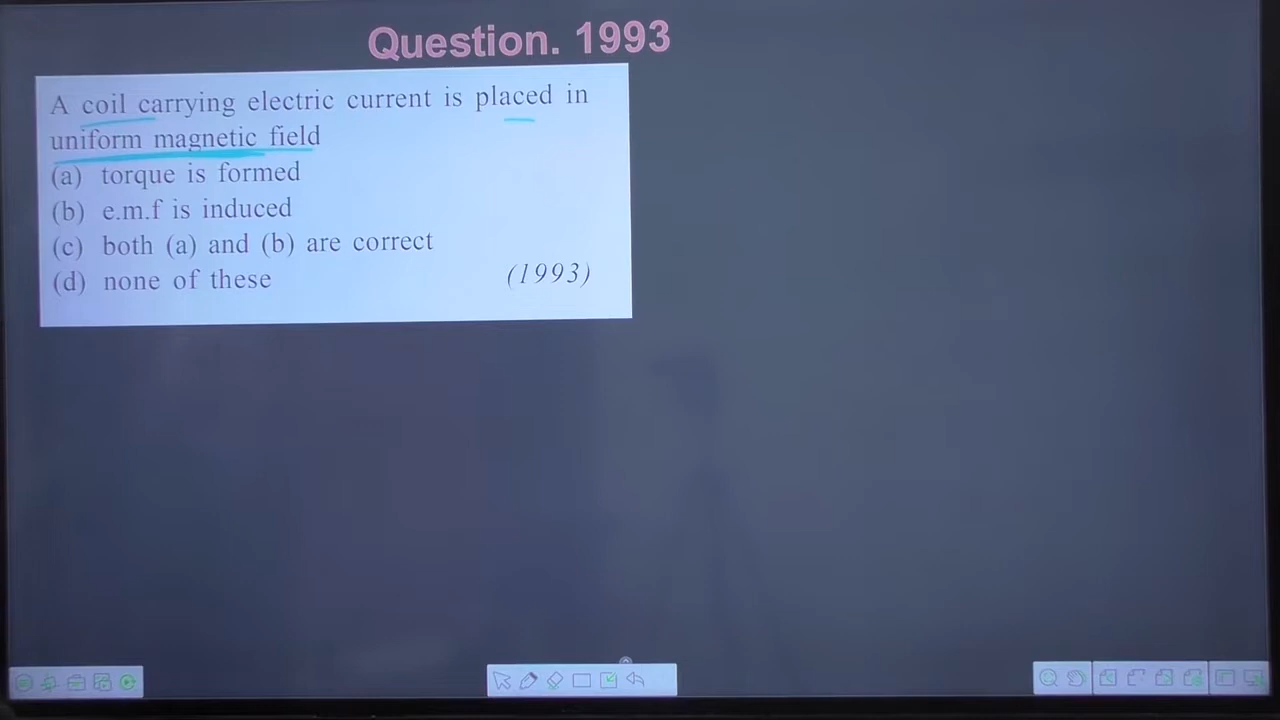 Question. 1993
A coil carrying electric current is placed in
uniform magnetic field
(a) torque is formed
(b) e.m.f is induced
(c) both (a) and (b) are correct
(d) none of these (1993)